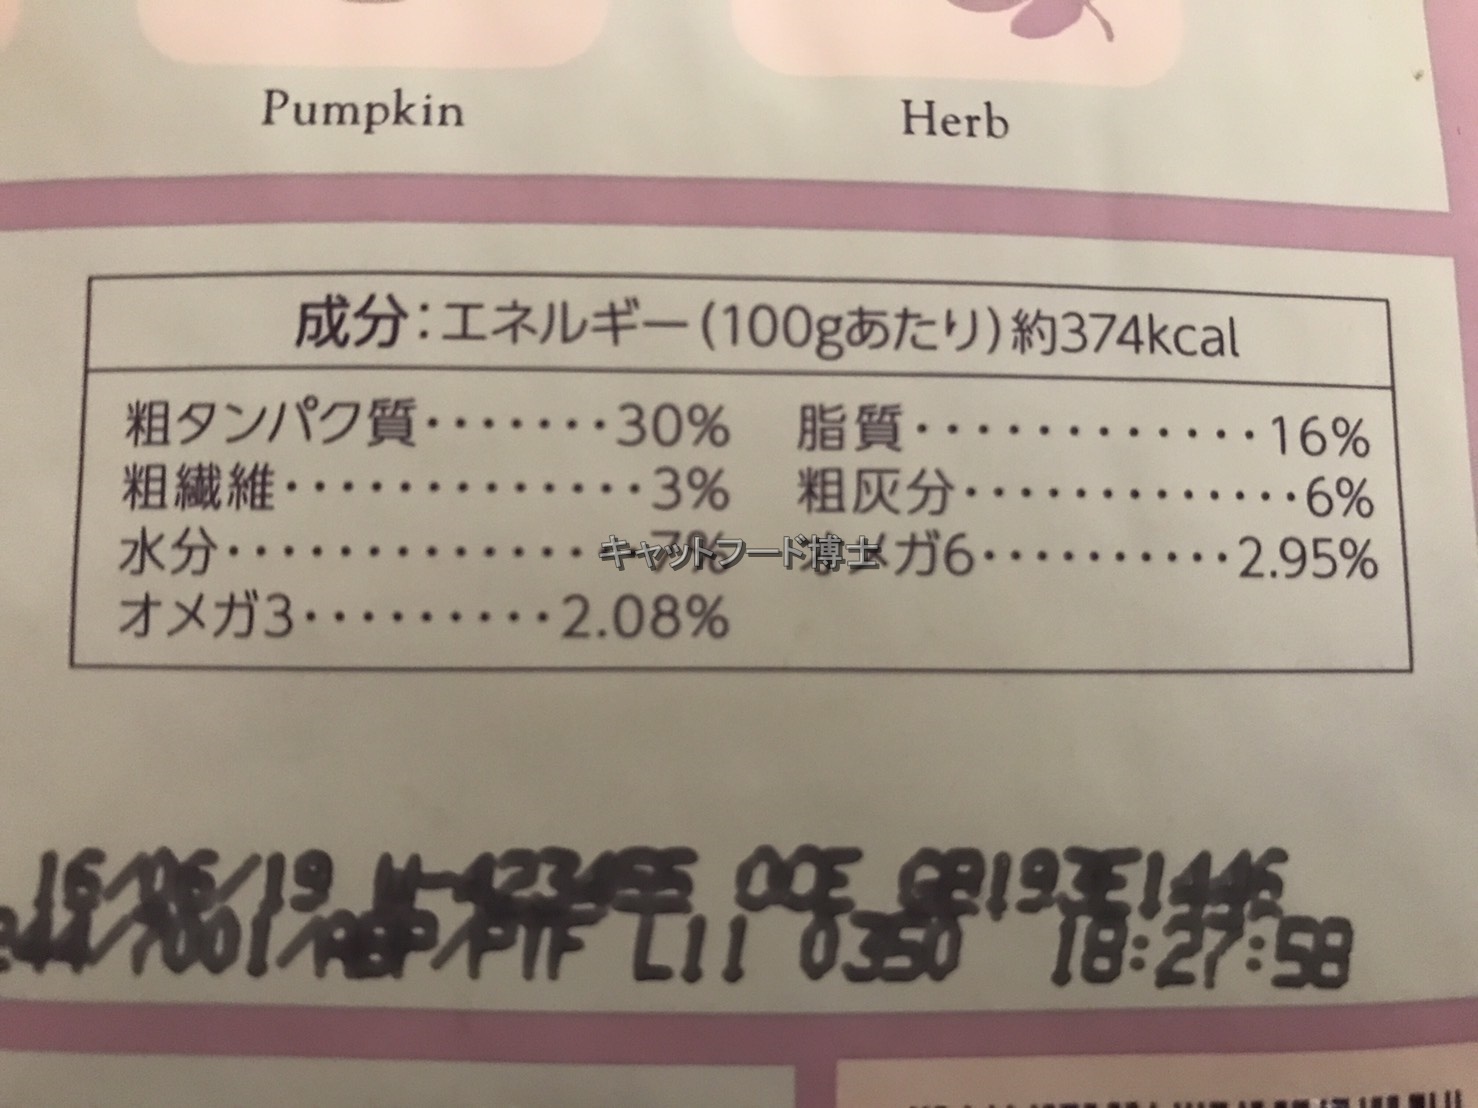 Pumpkin
Herb
成分：エネルギー(100gあたり)約374kcal
粗タンパク質・・・・・・・30% 脂質・・・・・・・・・・・・・16%
粗繊維・・・・・・・・・・・・・3% 粗灰分・・・・・・・・・・・・・6%
水分・・・・・・・・・・・・・・7% オメガ6・・・・・・・・・2.95%
キャットフード博士
オメガ3・・・・・・・・・2.08%
16/06/19
L11 0350 18:27:58